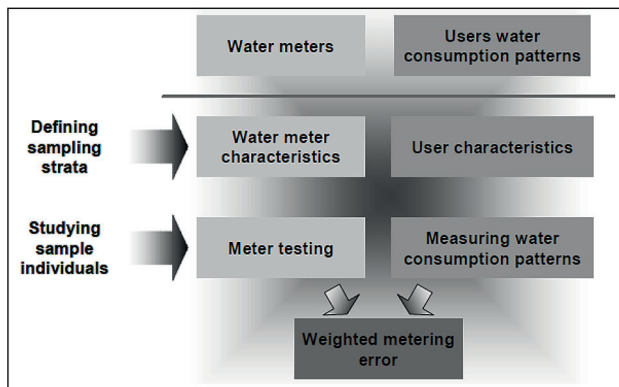 Water meters
Users water
consumption patterns
Defining
sampling
strata
Water meter
characteristics
User characteristics
Studying
sample
individuals
Meter testing
Measuring water
consumption patterns
Weighted metering
error